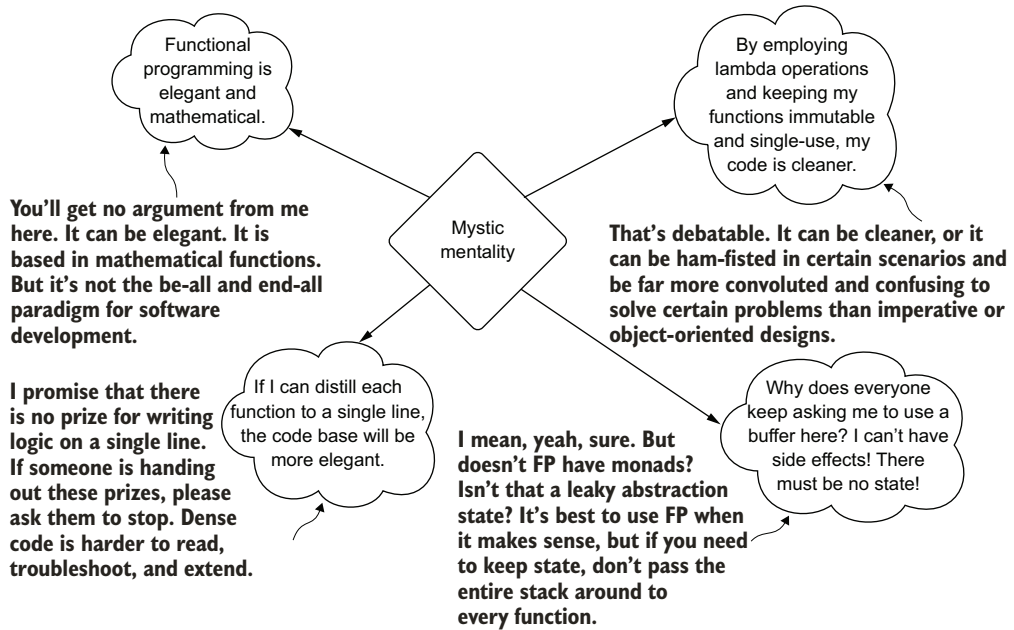 Functional
programming is
elegant and
mathematical.
By employing
lambda operations
and keeping my
functions immutable
and single-use, my
code is cleaner.
You'll get no argument from me
here. It can be elegant. It is
based in mathematical functions.
But it's not the be-all and end-all
paradigm for software
development.
Mystic
mentality
That's debatable. It can be cleaner, or it
can be ham-fisted in certain scenarios and
be far more convoluted and confusing to
solve certain problems than imperative or
object-oriented designs.
I promise that there
is no prize for writing
logic on a single line.
If someone is handing
out these prizes, please
ask them to stop. Dense
code is harder to read,
troubleshoot, and extend.
If I can distill each
function to a single line,
the code base will be
more elegant.
I mean, yeah, sure. But
doesn't FP have monads?
Isn't that a leaky abstraction
state? It's best to use FP when
it makes sense, but if you need
to keep state, don't pass the
entire stack around to
every function.
Why does everyone
keep asking me to use a
buffer here? I can't have
side effects! There
must be no state!